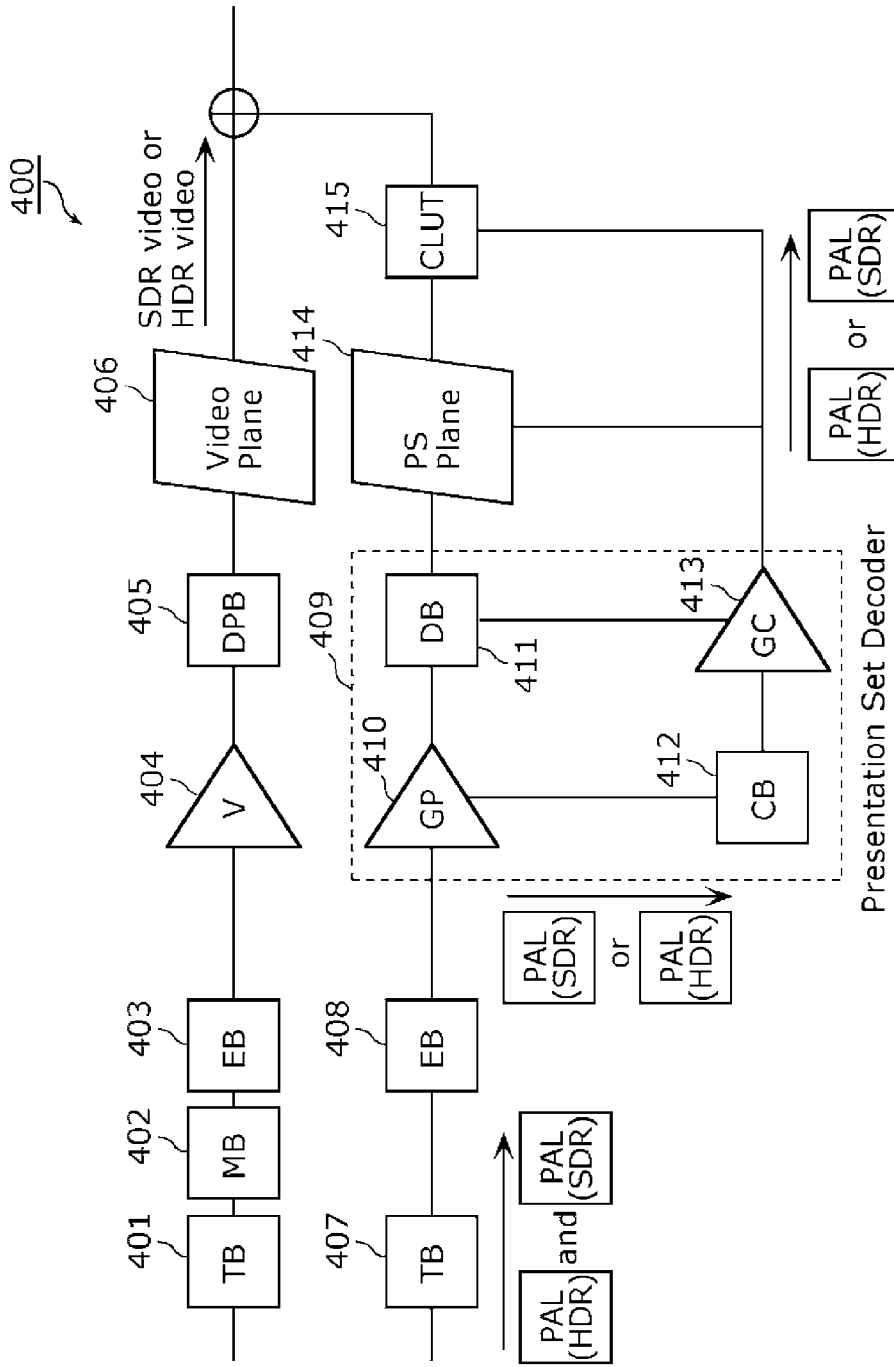 400
401
TB
402
MB
403
EB
404
V
405
DPB
406
Video
Plane
SDR video or
HDR video
407
TB
408
EB
409
410
GP
DB
411
412
CB
413
GC
414
PS
Plane
415
CLUT
PAL
(HDR)
and
PAL
(SDR)
PAL
(SDR)
or
PAL
(HDR)
PAL
(HDR)
or
PAL
(SDR)
Presentation Set Decoder